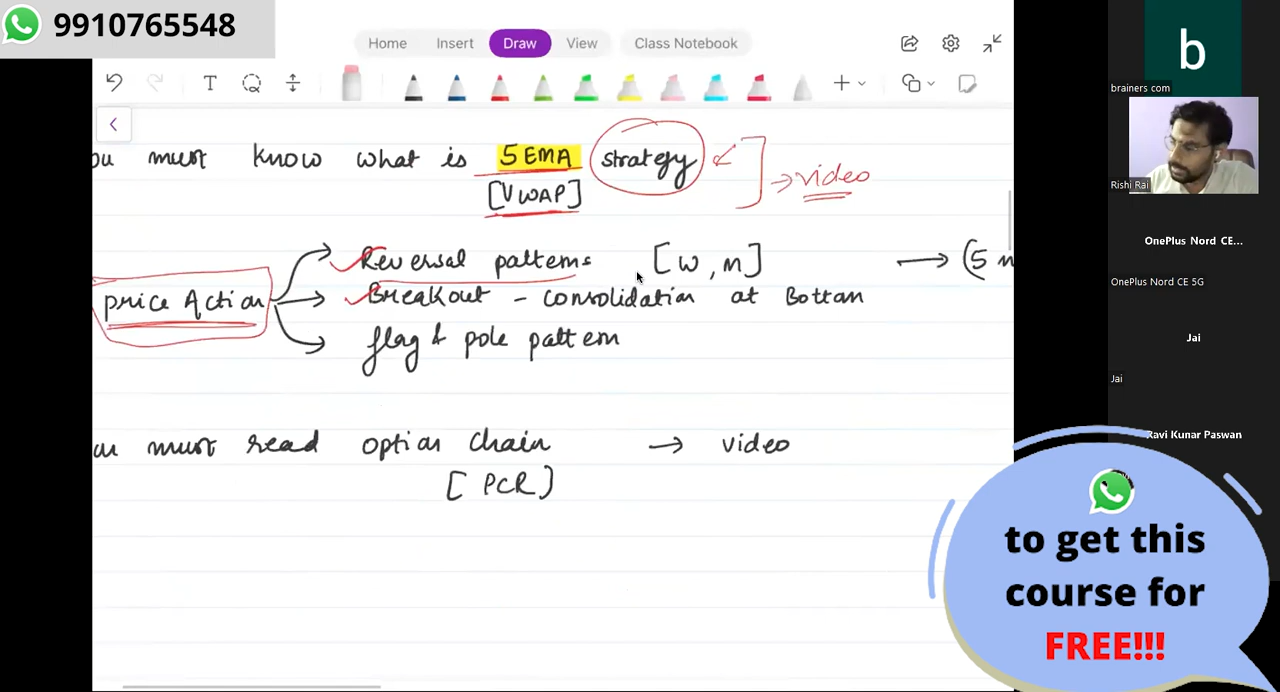 9910765548
Home Insert Draw View Class Notebook
b
brainers com
ou must know what is 5EMA strategy
→ video
[VWAP]
Rishi Rai
OnePlus Nord CE...
Reversal patterns [W, M] → (5 m
OnePlus Nord CE 5G
price Action
Breakout - consolidation at Bottom
flag & pole pattern
Jai
Jai
ou must read option chain → video
[PCR]
Ravi Kunar Paswan
to get this
course for
FREE!!!